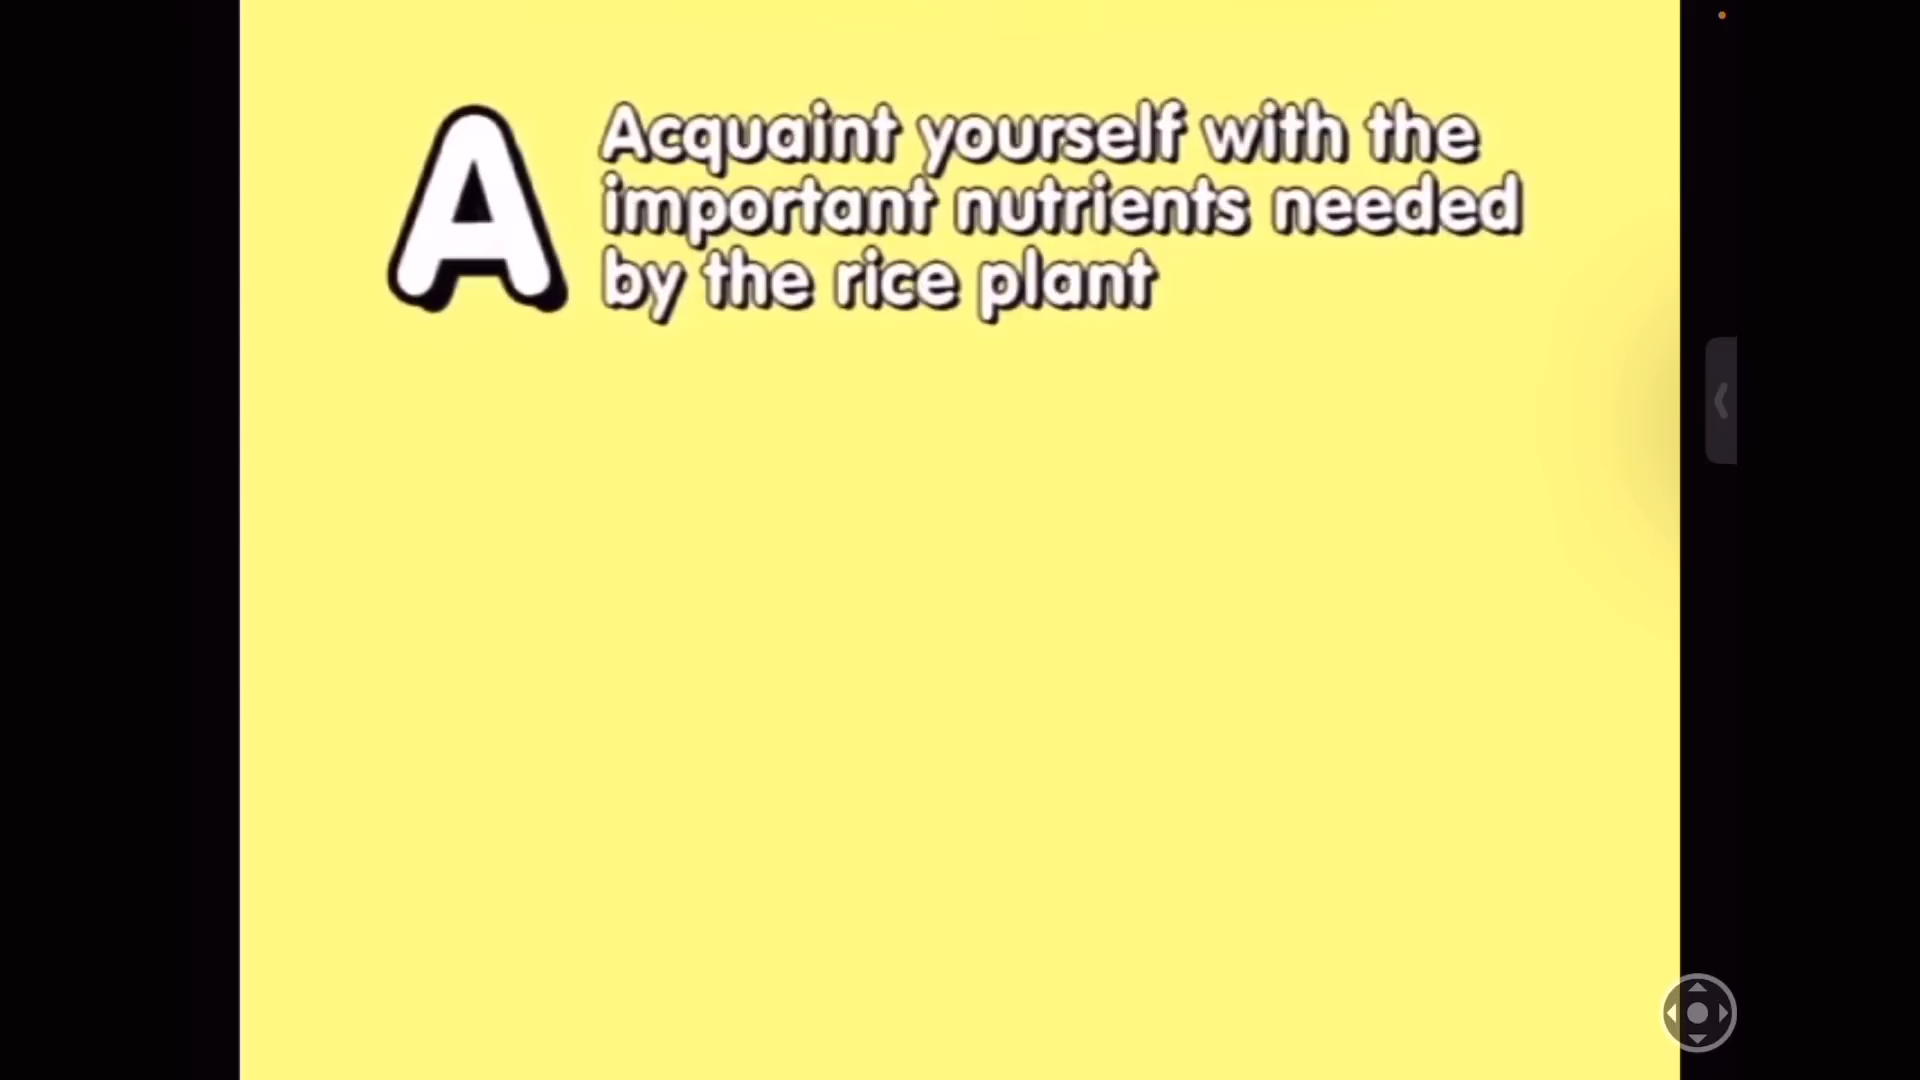 A
Acquaint yourself with the
important nutrients needed
by the rice plant